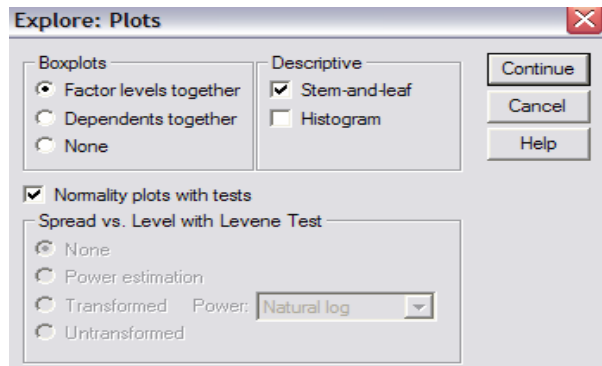 Explore: Plots
Boxplots
Factor levels together
Dependents together
None
Descriptive
Stem-and-leaf
Histogram
Continue
Cancel
Help
Normality plots with tests
Spread vs. Level with Levene Test
None
Power estimation
Transformed Power: Natural log
Untransformed